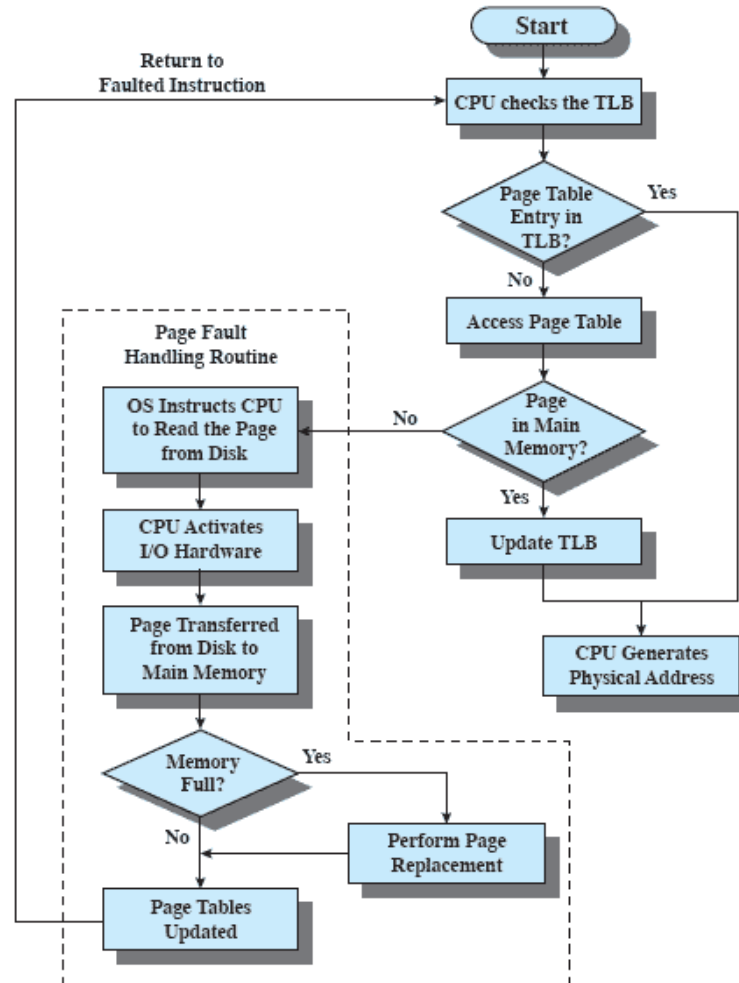 Start
Return to
Faulted Instruction
CPU checks the TLB
Page Table
Entry in
TLB?
Yes
No
Access Page Table
Page Fault
Handling Routine
OS Instructs CPU
to Read the Page
from Disk
No
Page
in Main
Memory?
Yes
CPU Activates
I/O Hardware
Update TLB
Page Transferred
from Disk to
Main Memory
CPU Generates
Physical Address
Memory
Full?
Yes
No
Perform Page
Replacement
Page Tables
Updated